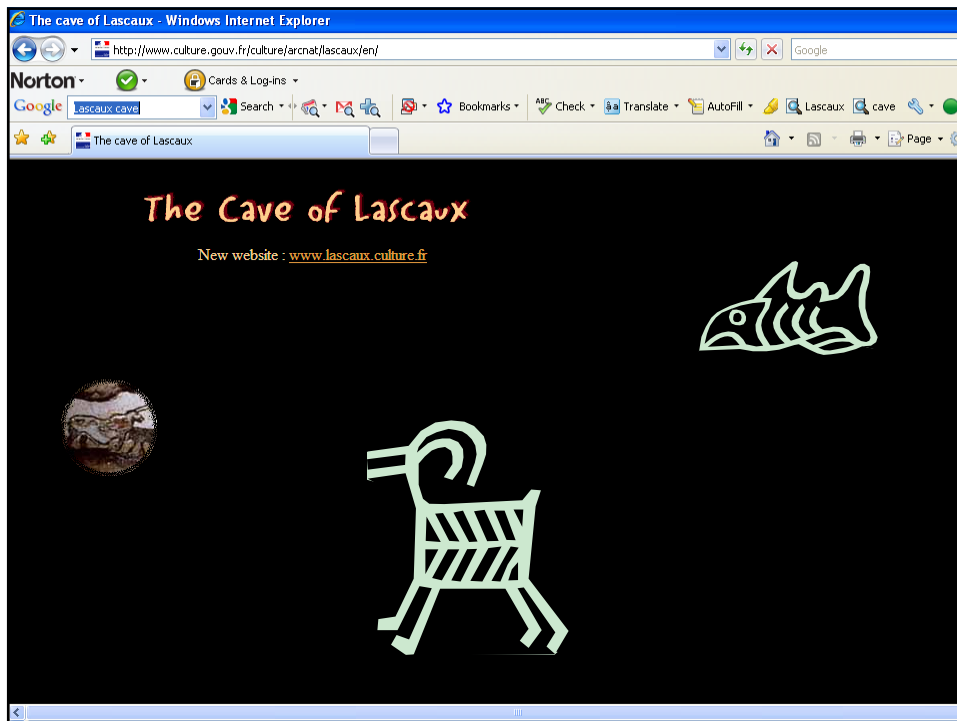 The cave of Lascaux - Windows Internet Explorer
http://www.culture.gouv.fr/culture/arcnat/lascaux/en/
Google
Norton
Cards & Log-ins
Google lascaux cave Search Bookmarks ABC Check Translate AutoFill Lascaux cave
The cave of Lascaux
Page
The Cave of Lascaux
New website : www.lascaux.culture.fr